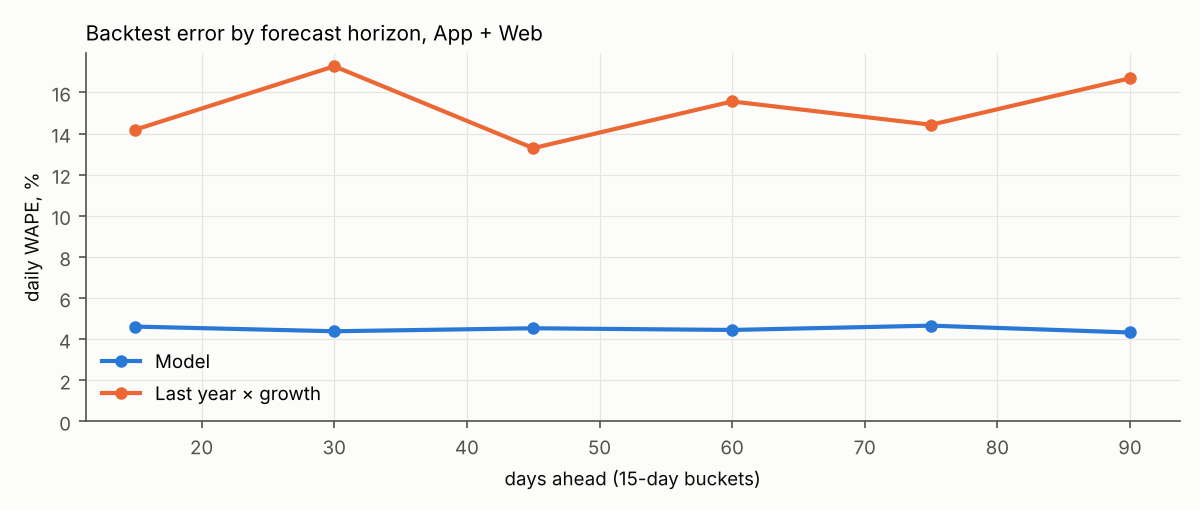 Backtest error by forecast horizon, App + Web
daily WAPE, %
16
14
12
10
8
6
4
2
0
Model
Last year × growth
20 30 40 50 60 70 80 90
days ahead (15-day buckets)